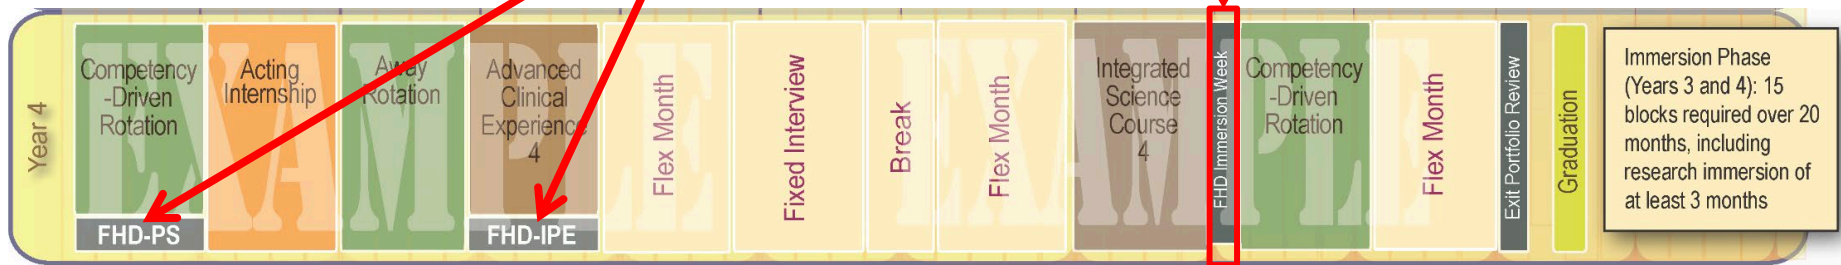 Year 4
Competency
-Driven
Rotation
FHD-PS
Acting
Internship
Away
Rotation
Advanced
Clinical
Experience
4
FHD-IPE
Flex Month
Fixed Interview
Break
Flex Month
Integrated
Science
Course
4
FHD Immersion Week
Competency
-Driven
Rotation
Flex Month
Exit Portfolio Review
Graduation
Immersion Phase
(Years 3 and 4): 15
blocks required over 20
months, including
research immersion of
at least 3 months
EXAMPLE
EXAMPLE